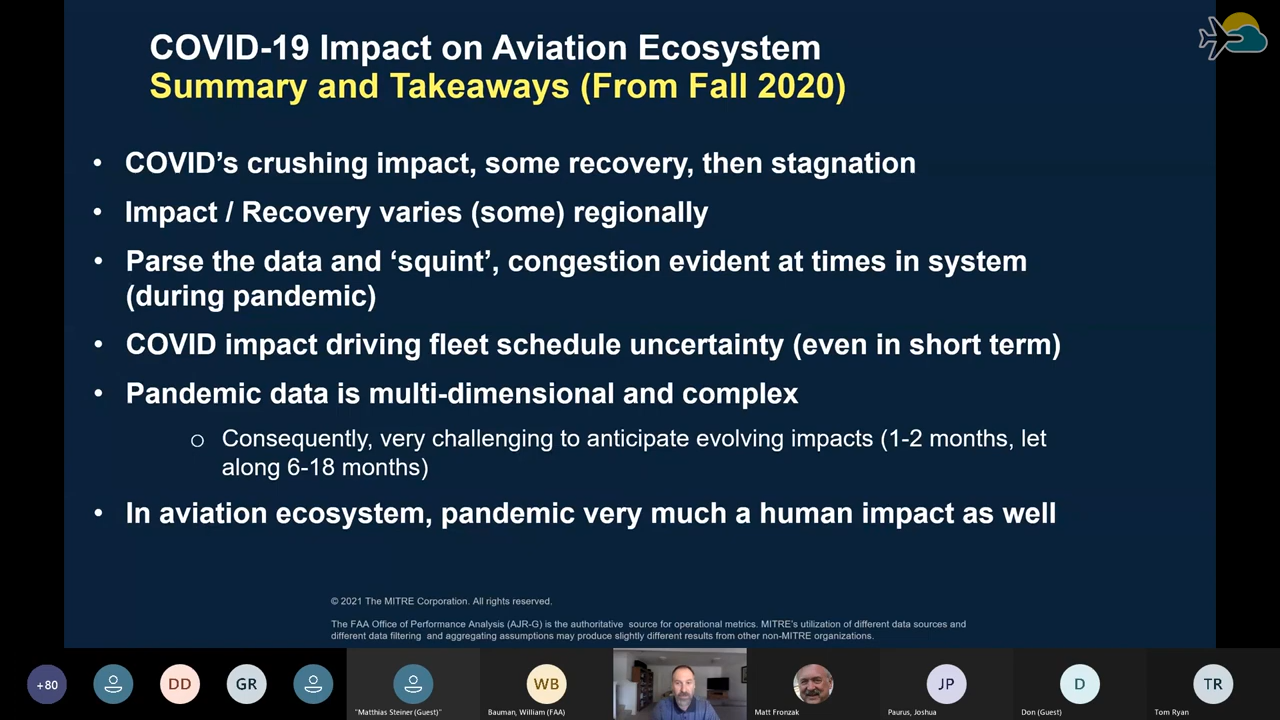 COVID-19 Impact on Aviation Ecosystem
Summary and Takeaways (From Fall 2020)
• COVID’s crushing impact, some recovery, then stagnation
• Impact / Recovery varies (some) regionally
• Parse the data and ‘squint’, congestion evident at times in system
(during pandemic)
• COVID impact driving fleet schedule uncertainty (even in short term)
• Pandemic data is multi-dimensional and complex
o Consequently, very challenging to anticipate evolving impacts (1-2 months, let
along 6-18 months)
• In aviation ecosystem, pandemic very much a human impact as well
© 2021 The MITRE Corporation. All rights reserved.
The FAA Office of Performance Analysis (AJR-G) is the authoritative source for operational metrics. MITRE’s utilization of different data sources and
different data filtering and aggregating assumptions may produce slightly different results from other non-MITRE organizations.
+80
DD
GR
"Matthias Steiner (Guest)"
WB
Bauman, William (FAA)
Matt Fronzak
JP
Paurus, Joshua
D
Don (Guest)
TR
Tom Ryan